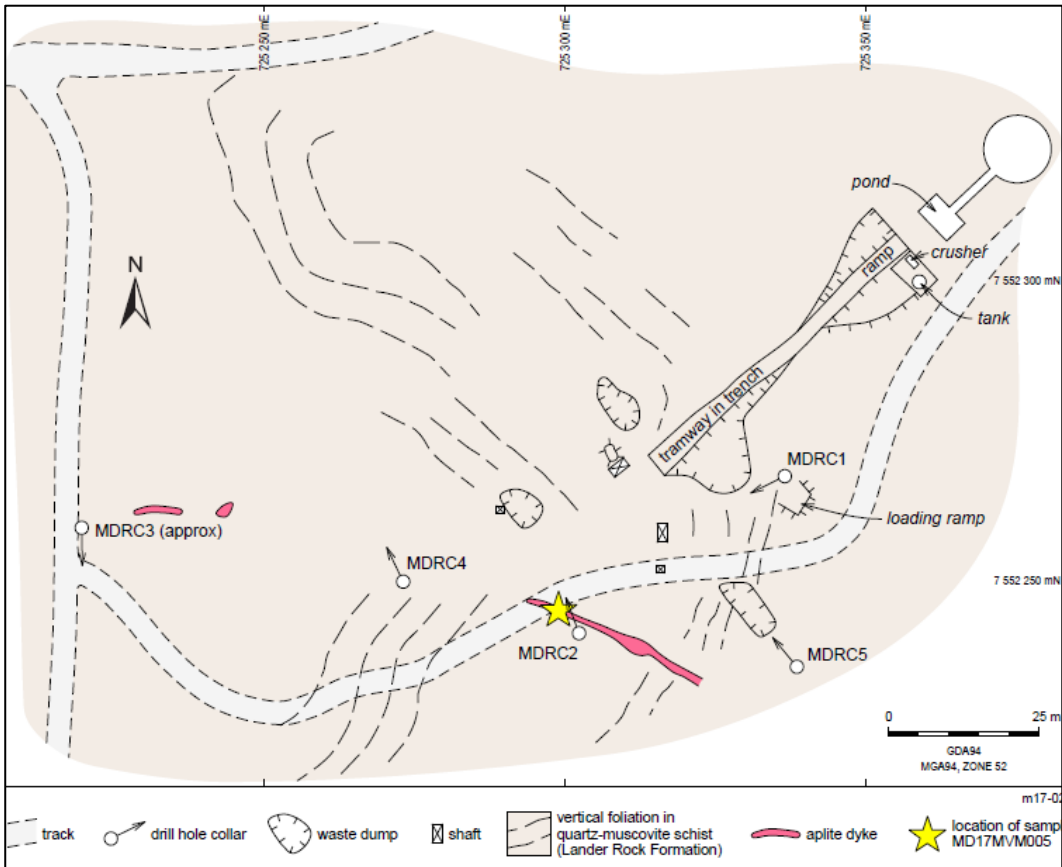 725 250 mE
725 300 mE
725 350 mE
pond
crusher
ramp
N
7 552 300 mN
tank
tramway in trench
MDRC1
MDRC3 (approx)
loading ramp
MDRC4
7 552 250 mN
MDRC2
MDRC5
0
25 m
GDA94
MGA94, ZONE 52
m17-02
track
drill hole collar
waste dump
shaft
vertical foliation in
quartz-muscovite schist
(Lander Rock Formation)
aplite dyke
location of samp
MD17MVM005